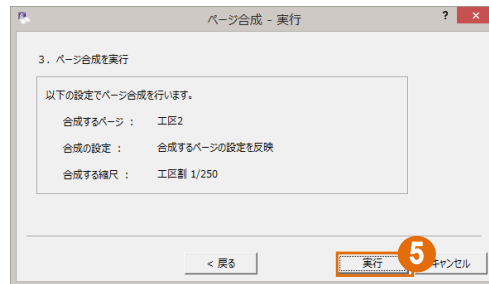 ページ合成 - 実行
? ×
3. ページ合成を実行
以下の設定でページ合成を行います。
合成するページ : 工区2
合成の設定 : 合成するページの設定を反映
合成する縮尺 : 工区割 1/250
< 戻る 実行 5 キャンセル